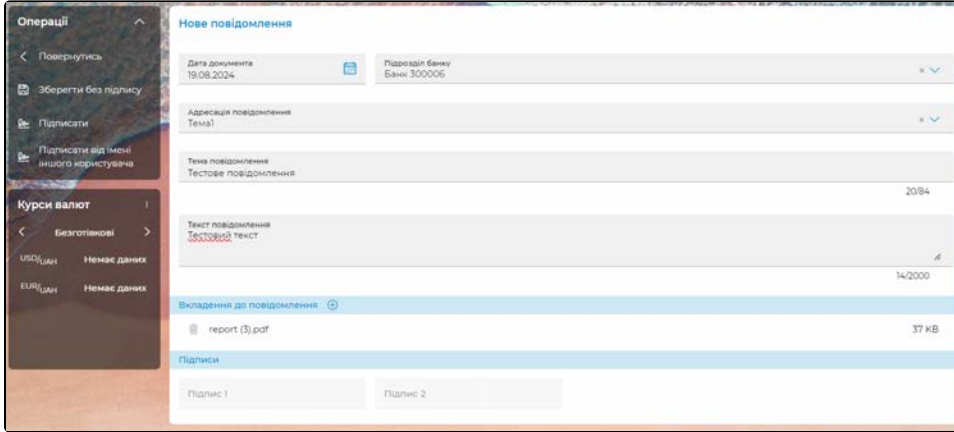 Операції
Повернутись
Зберегти без підпису
Підписати
Підписати від імені
іншого користувача
Курси валют
Безготівкові
USD/UAH Немає даних
EUR/UAH Немає даних
Нове повідомлення
Дата документа
19.08.2024
Підрозділ банку
Банк 300006
Адресація повідомлення
Тема1
Тема повідомлення
Тестове повідомлення
20/84
Текст повідомлення
Тестовий текст
14/2000
Вкладення до повідомлення
report (3).pdf 37 KB
Підписи
Підпис 1 Підпис 2